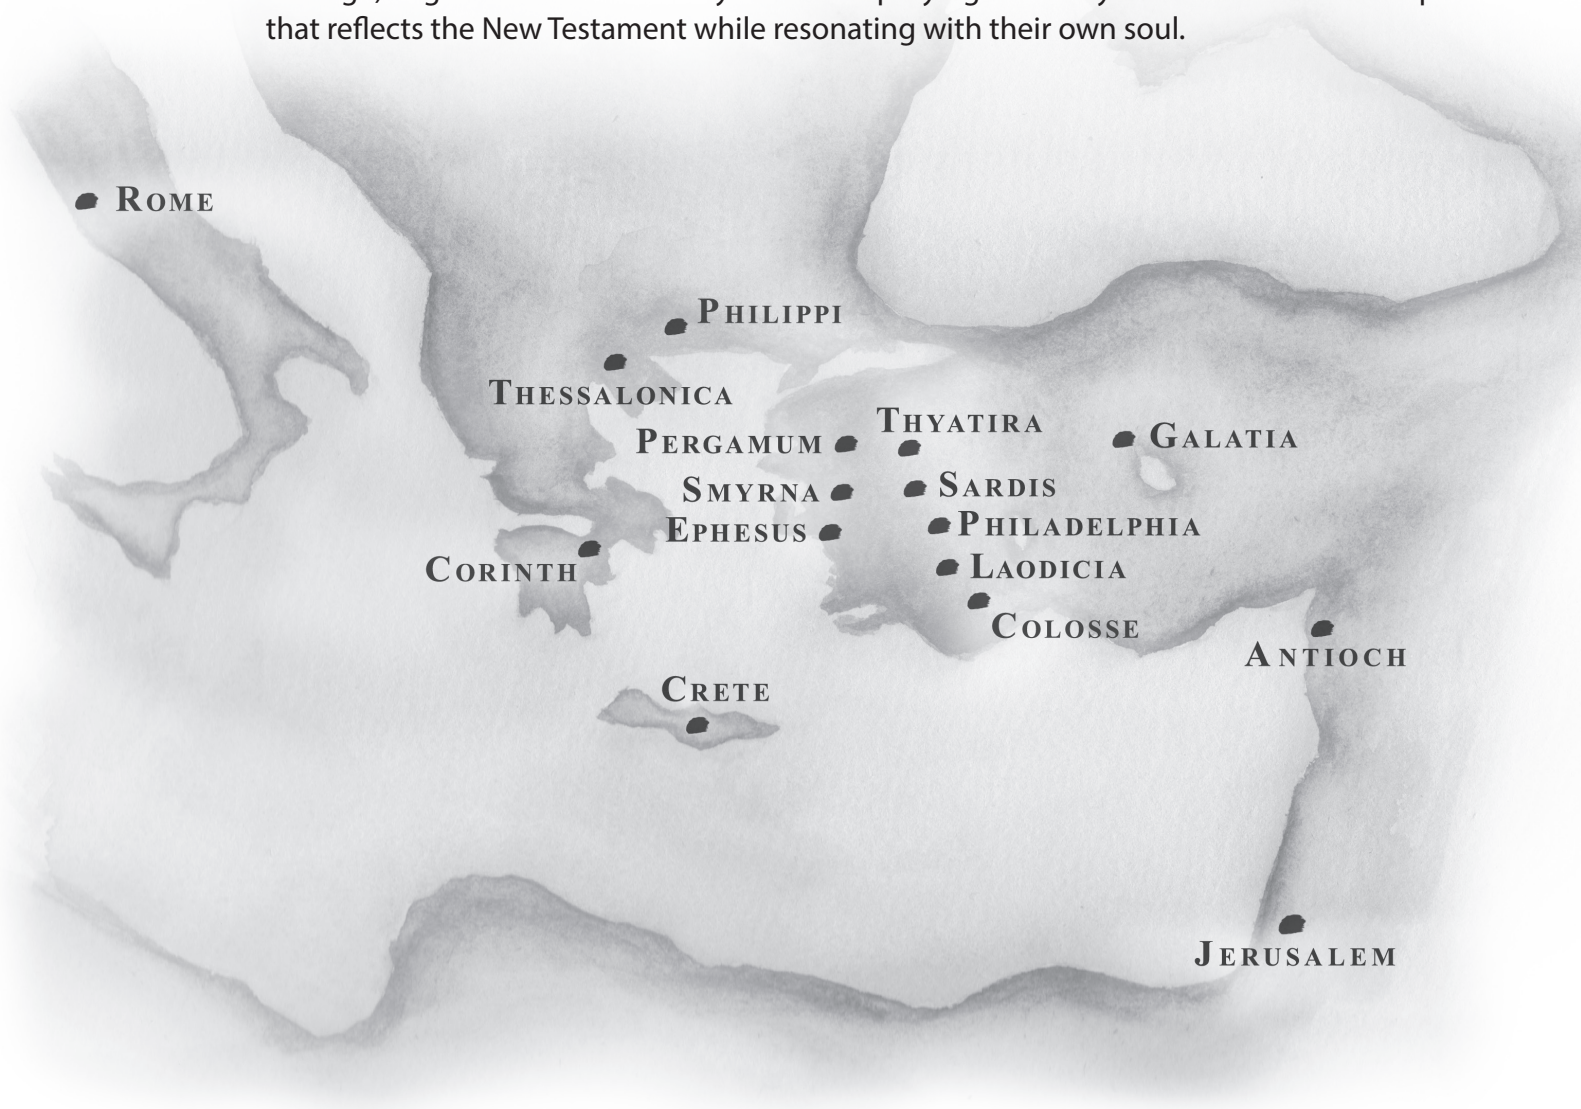 that reflects the New Testament while resonating with their own soul.
ROME
PHILIPPI
THESSALONICA
THYATIRA
PERGAMUM
GALATIA
SMYRNA
SARDIS
EPHESUS
PHILADELPHIA
CORINTH
LAODICIA
COLOSSE
ANTIOCH
CRETE
JERUSALEM